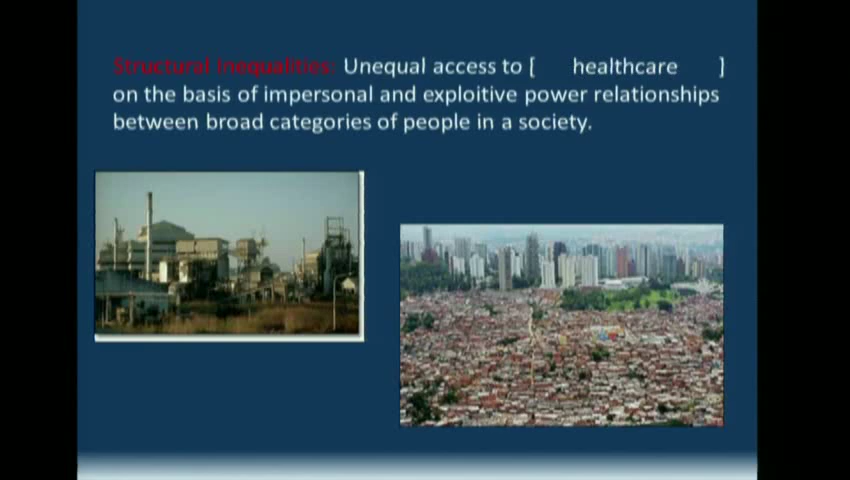 Structural Inequalities: Unequal access to [ healthcare ]
on the basis of impersonal and exploitive power relationships
between broad categories of people in a society.